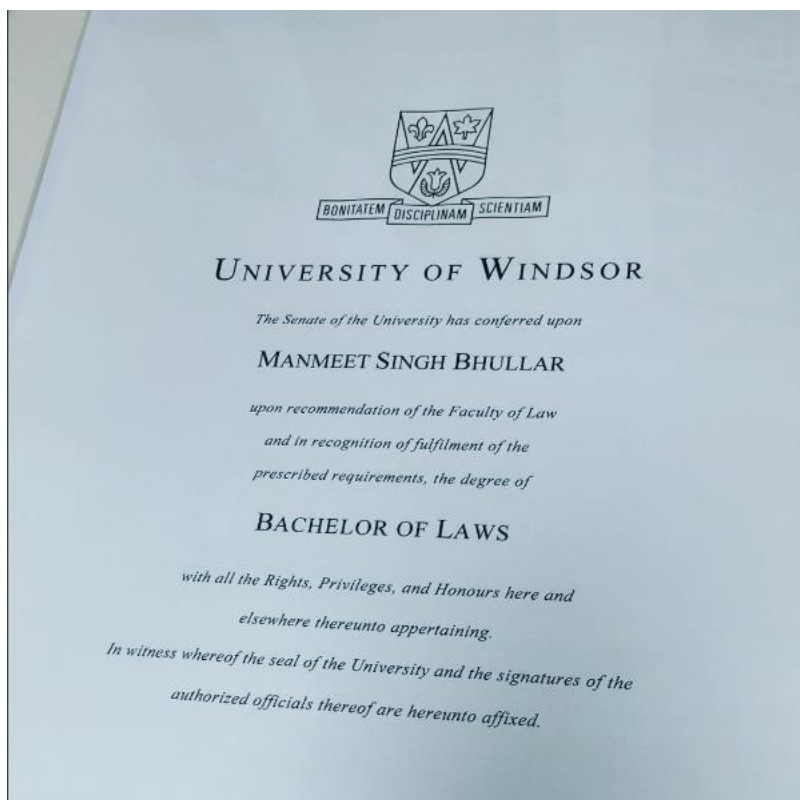 BONITATEM DISCIPLINAM SCIENTIAM
UNIVERSITY OF WINDSOR
The Senate of the University has conferred upon
MANMEET SINGH BHULLAR
upon recommendation of the Faculty of Law
and in recognition of fulfilment of the
prescribed requirements, the degree of
BACHELOR OF LAWS
with all the Rights, Privileges, and Honours here and
elsewhere thereunto appertaining.
In witness whereof the seal of the University and the signatures of the
authorized officials thereof are hereunto affixed.